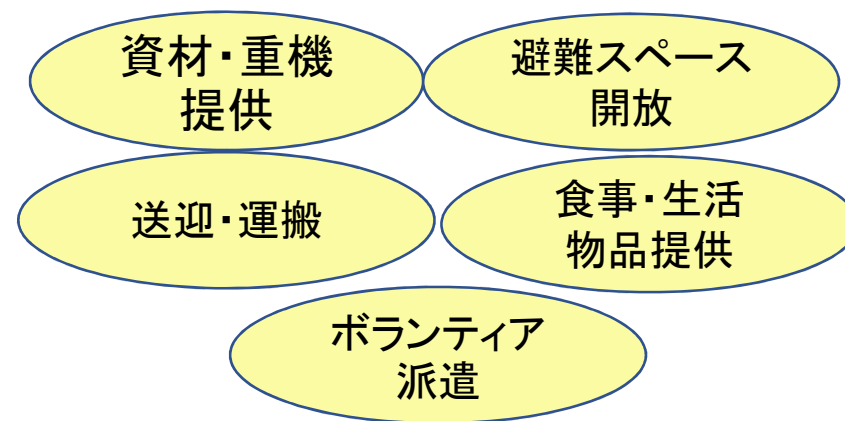 資材・重機
提供
避難スペース
開放
送迎・運搬
食事・生活
物品提供
ボランティア
派遣